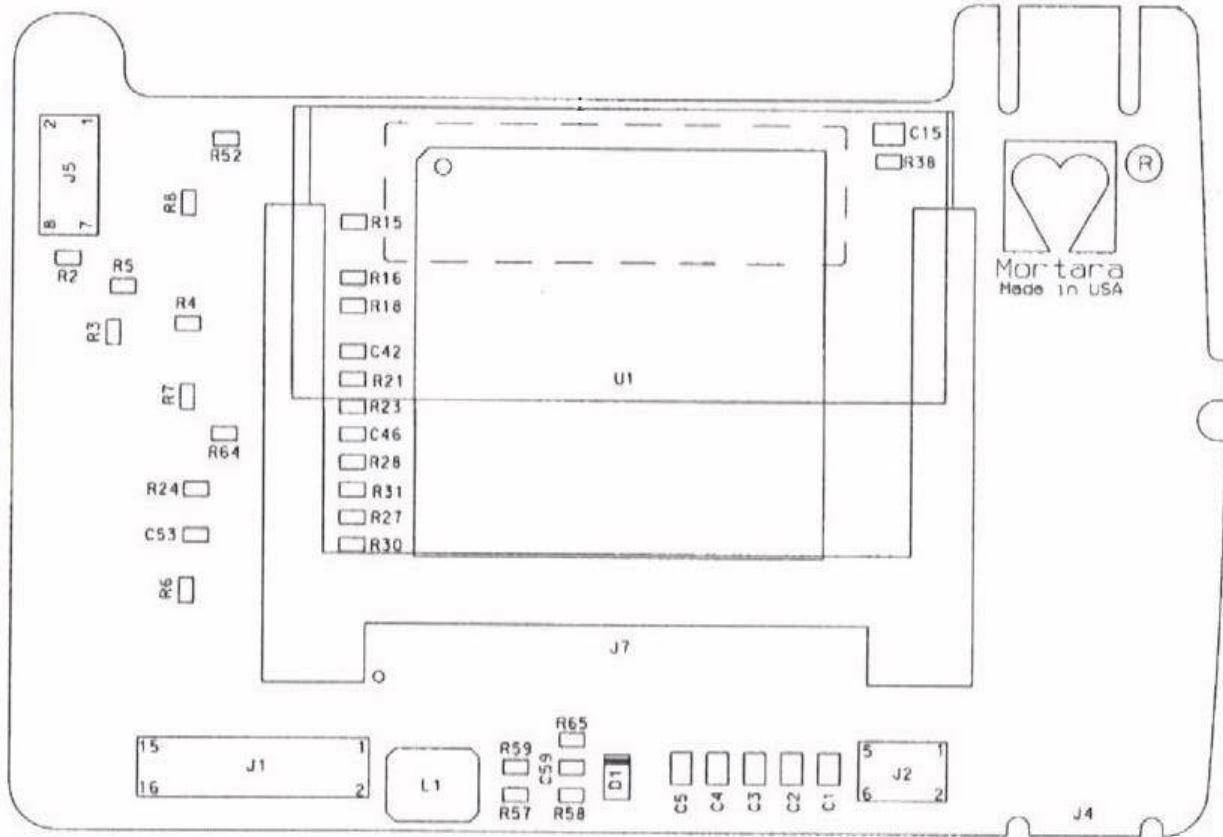 2 1
J5
8 7
R52
R8
R2
R5
R4
R3
R7
R64
R24
C53
R6
R15
R16
R18
C42
R21
R23
C46
R28
R31
R27
R30
U1
C15
R38
R
Mortara
Made in USA
J7
15 1
J1
16 2
L1
R59
R57
R65
C59
R58
D1
C5
C4
C3
C2
C1
5 1
J2
6 2
J4